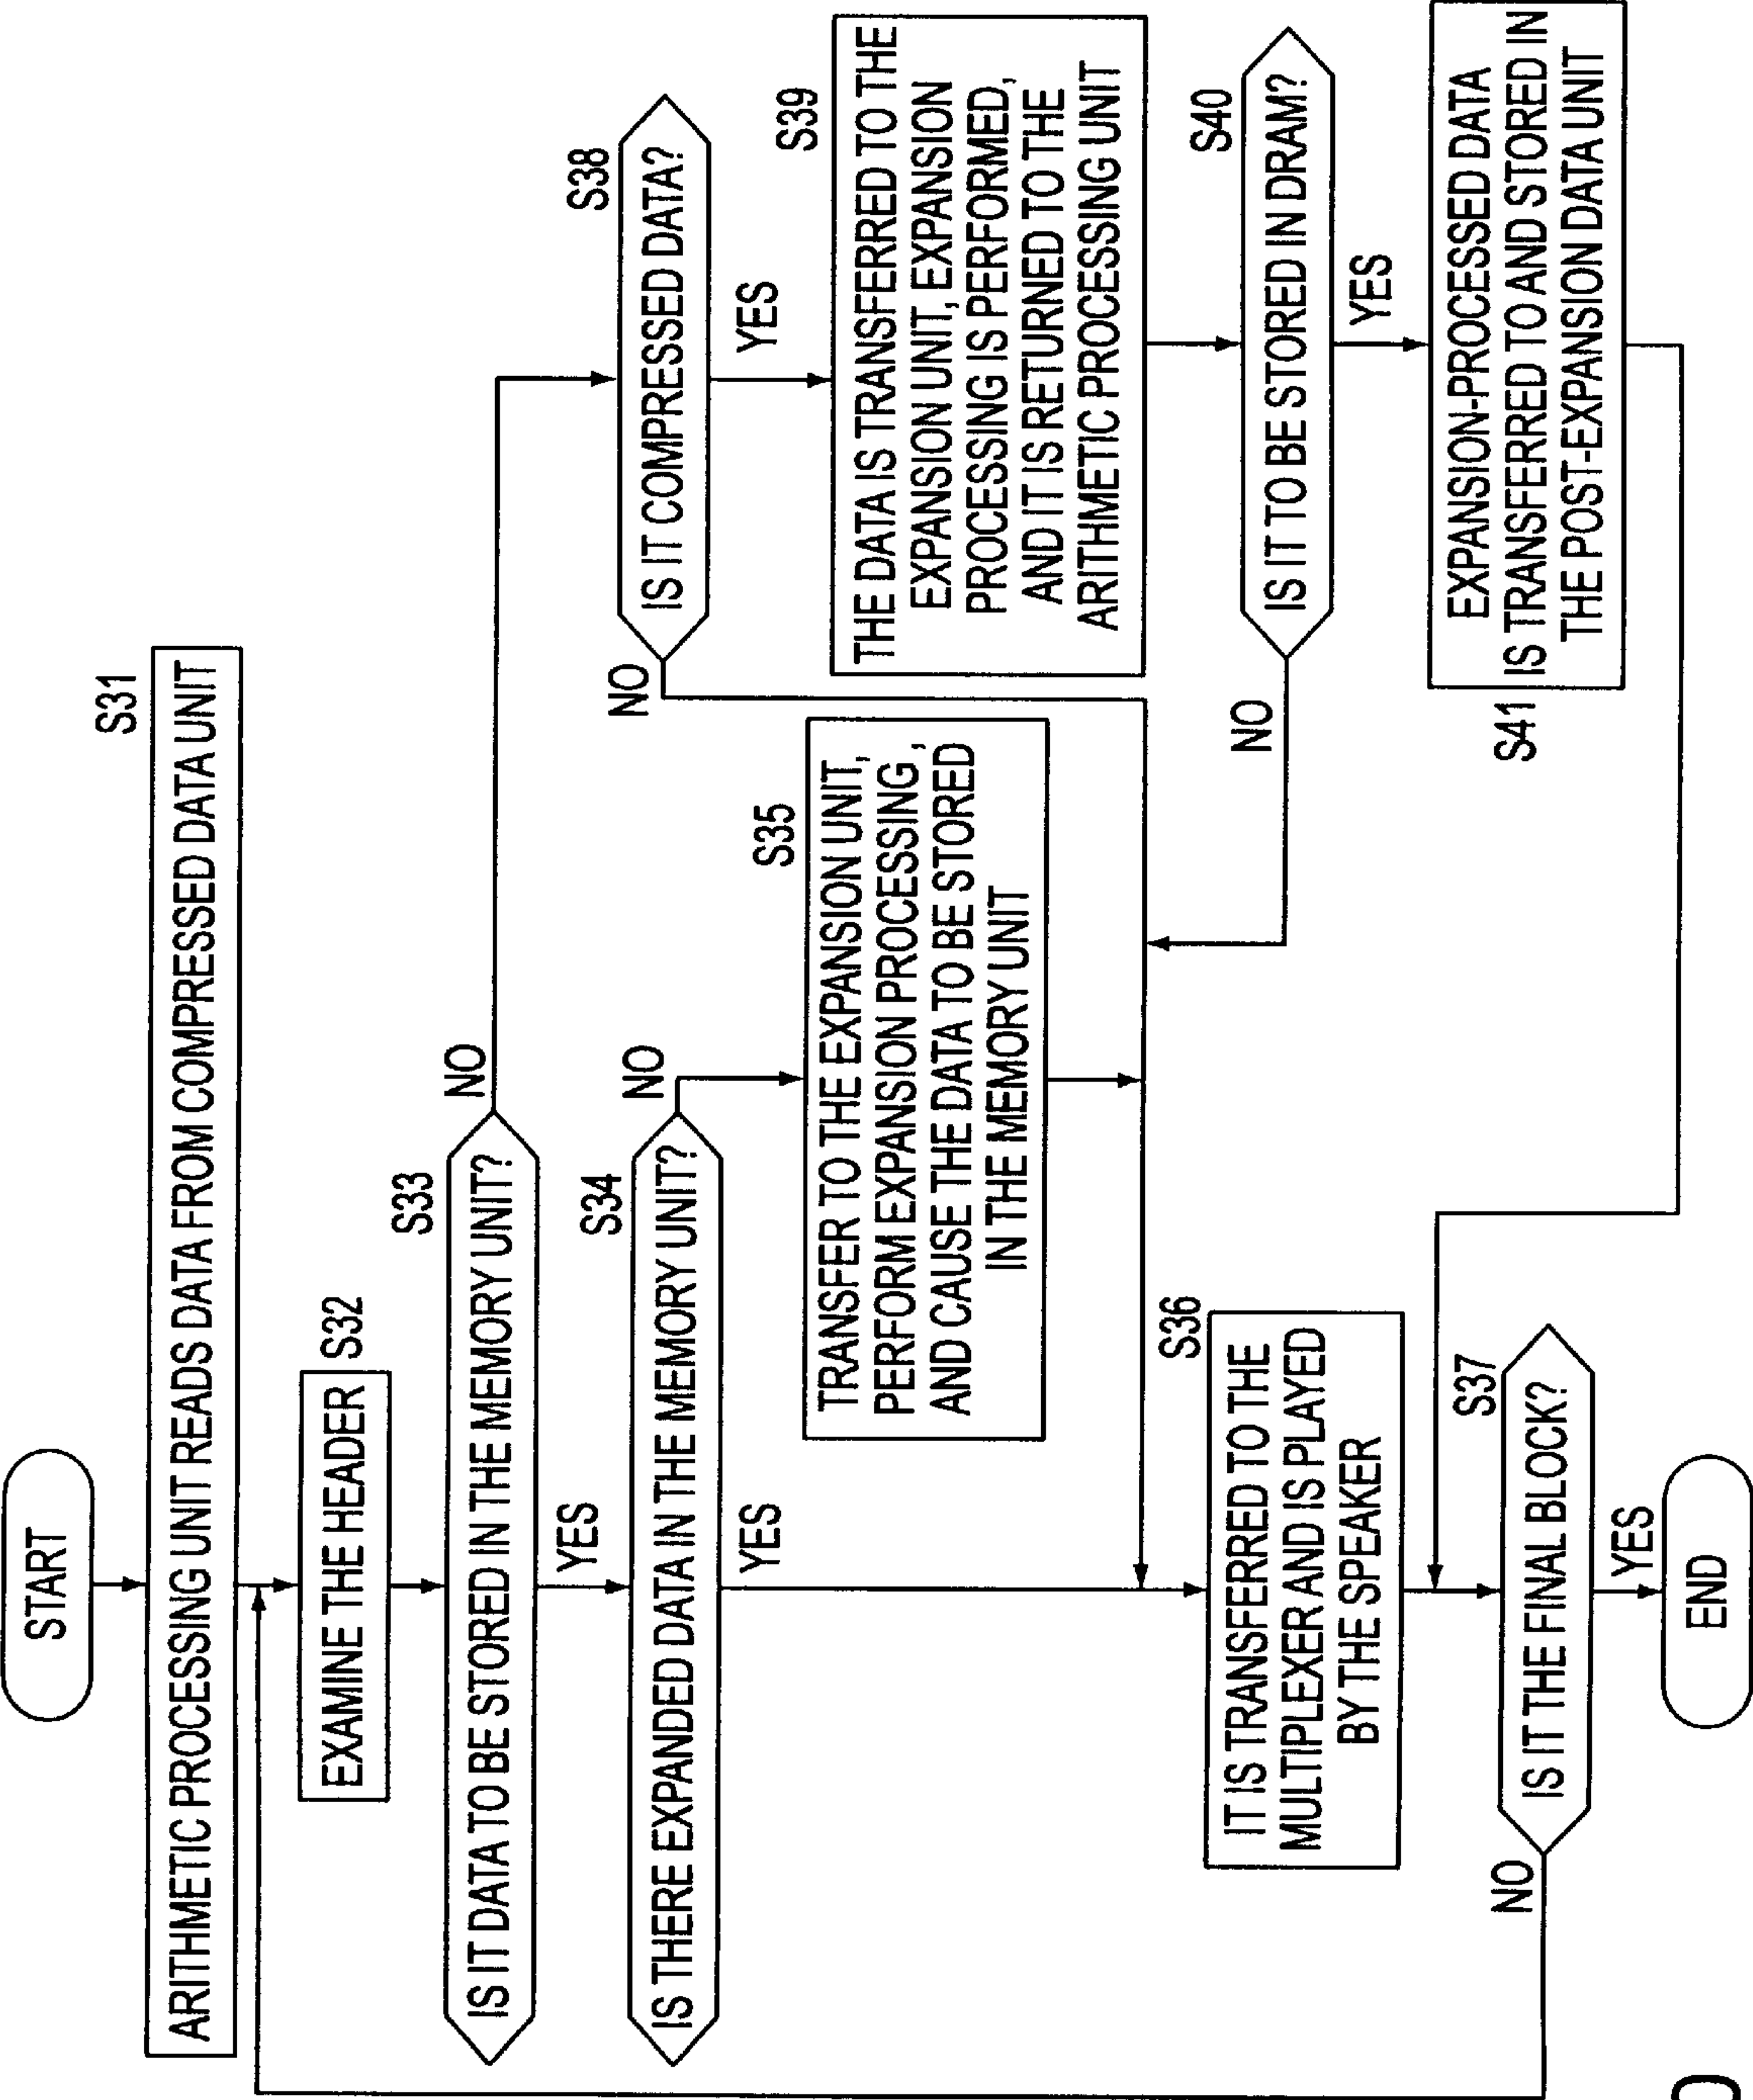 START
S31
ARITHMETIC PROCESSING UNIT READS DATA FROM COMPRESSED DATA UNIT
EXAMINE THE HEADER
S32
S33
IS IT DATA TO BE STORED IN THE MEMORY UNIT?
NO
YES
S34
IS THERE EXPANDED DATA IN THE MEMORY UNIT?
NO
YES
S35
TRANSFER TO THE EXPANSION UNIT,
PERFORM EXPANSION PROCESSING,
AND CAUSE THE DATA TO BE STORED
IN THE MEMORY UNIT
S36
IT IS TRANSFERRED TO THE
MULTIPLEXER AND IS PLAYED
BY THE SPEAKER
S37
IS IT THE FINAL BLOCK?
NO
YES
END
S38
IS IT COMPRESSED DATA?
NO
YES
S39
THE DATA IS TRANSFERRED TO THE
EXPANSION UNIT, EXPANSION
PROCESSING IS PERFORMED,
AND IT IS RETURNED TO THE
ARITHMETIC PROCESSING UNIT
S40
IS IT TO BE STORED IN DRAM?
NO
YES
S41
EXPANSION-PROCESSED DATA
IS TRANSFERRED TO AND STORED IN
THE POST-EXPANSION DATA UNIT